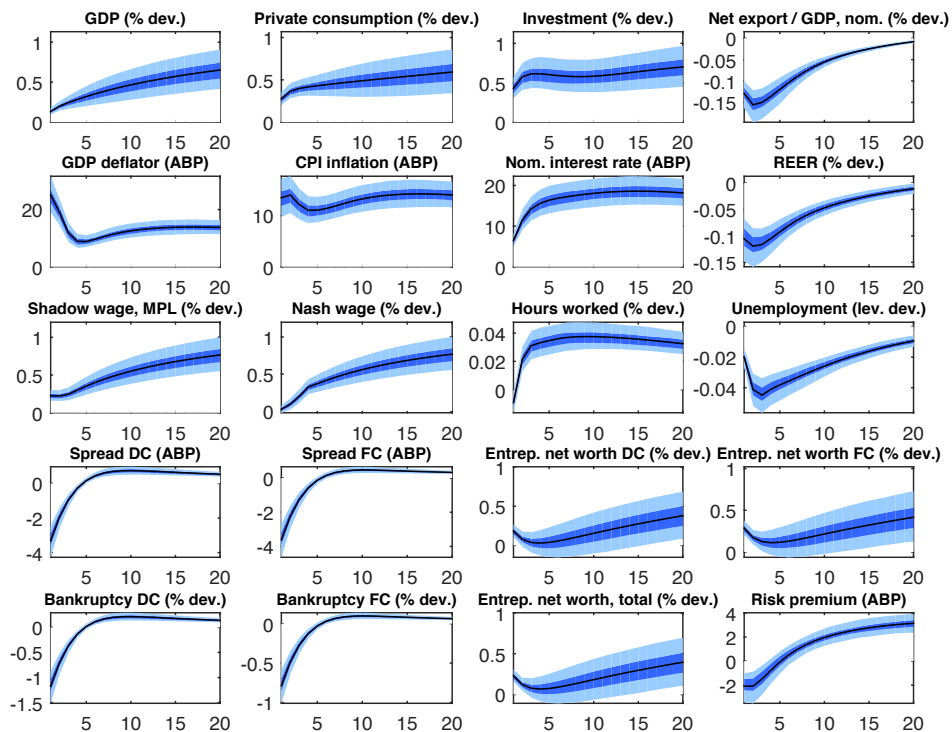 GDP (% dev.)
Private consumption (% dev.)
Investment (% dev.)
Net export / GDP, nom. (% dev.)
1
0.5
0
5 10 15 20
1
0.5
0
5 10 15 20
1
0.5
0
5 10 15 20
0
-0.05
-0.1
-0.15
5 10 15 20
GDP deflator (ABP)
CPI inflation (ABP)
Nom. interest rate (ABP)
REER (% dev.)
20
0
5 10 15 20
10
0
5 10 15 20
20
10
0
5 10 15 20
0
-0.05
-0.1
-0.15
5 10 15 20
Shadow wage, MPL (% dev.)
Nash wage (% dev.)
Hours worked (% dev.)
Unemployment (lev. dev.)
1
0.5
0
5 10 15 20
1
0.5
0
5 10 15 20
0.04
0.02
0
5 10 15 20
0
-0.02
-0.04
5 10 15 20
Spread DC (ABP)
Spread FC (ABP)
Entrep. net worth DC (% dev.)
Entrep. net worth FC (% dev.)
0
-2
-4
5 10 15 20
0
-2
-4
5 10 15 20
1
0.5
0
5 10 15 20
1
0.5
0
5 10 15 20
Bankruptcy DC (% dev.)
Bankruptcy FC (% dev.)
Entrep. net worth, total (% dev.)
Risk premium (ABP)
0
-0.5
-1
-1.5
5 10 15 20
0
-0.5
-1
5 10 15 20
1
0.5
0
5 10 15 20
4
2
0
-2
5 10 15 20